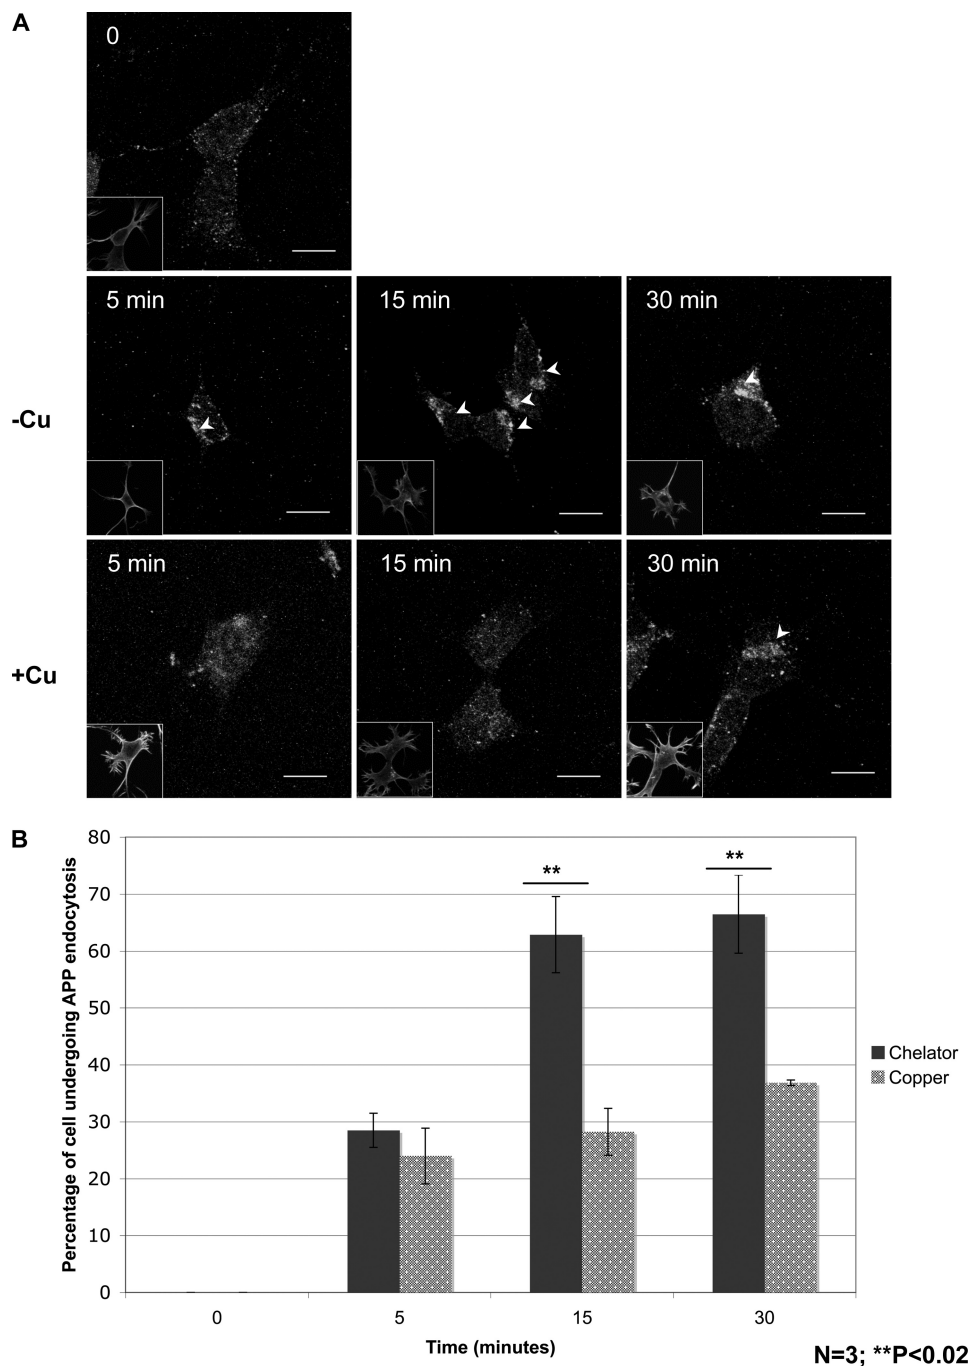 A
0
5 min
15 min
30 min
-Cu
5 min
15 min
30 min
+Cu
B
Percentage of cell undergoing APP endocytosis
80
70
60
50
40
30
20
10
0
**
**
Chelator
Copper
0
5
15
30
Time (minutes)
N=3; **P<0.02